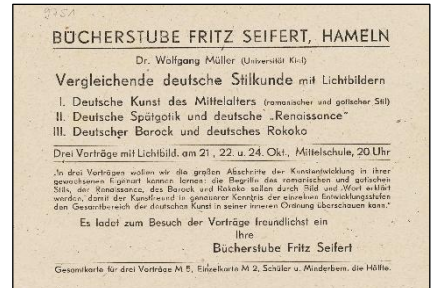 BÜCHERSTUBE FRITZ SEIFERT, HAMELN
Dr. Wolfgang Müller (Universität Kiel)
Vergleichende deutsche Stilkunde mit Lichtbildern
I. Deutsche Kunst des Mittelalters (romanischer und gotischer Stil)
II. Deutsche Spätgotik und deutsche „Renaissance"
III. Deutscher Barock und deutsches Rokoko
Drei Vorträge mit Lichtbild. am 21., 22. u. 24. Okt., Mittelschule, 20 Uhr
„In drei Vorträgen wollen wir die großen Abschnitte der Kunstentwicklung in ihrer
gewachsenen Eigenart kennen lernen: die Begriffe des romanischen und gotischen
Stils, der Renaissance, des Barock und Rokoko sollen durch Bild und Wort erklärt
werden, damit der Kunstfreund in genauerer Kenntnis der einzelnen Entwicklungsstufen
den Gesamtbereich der deutschen Kunst in seiner inneren Ordnung überschauen kann."
Es ladet zum Besuch der Vorträge freundlichst ein
Ihre
Bücherstube Fritz Seifert
Gesamtkarte für drei Vorträge M 5, Einzelkarte M 2, Schüler u. Minderbem. die Hälfte.